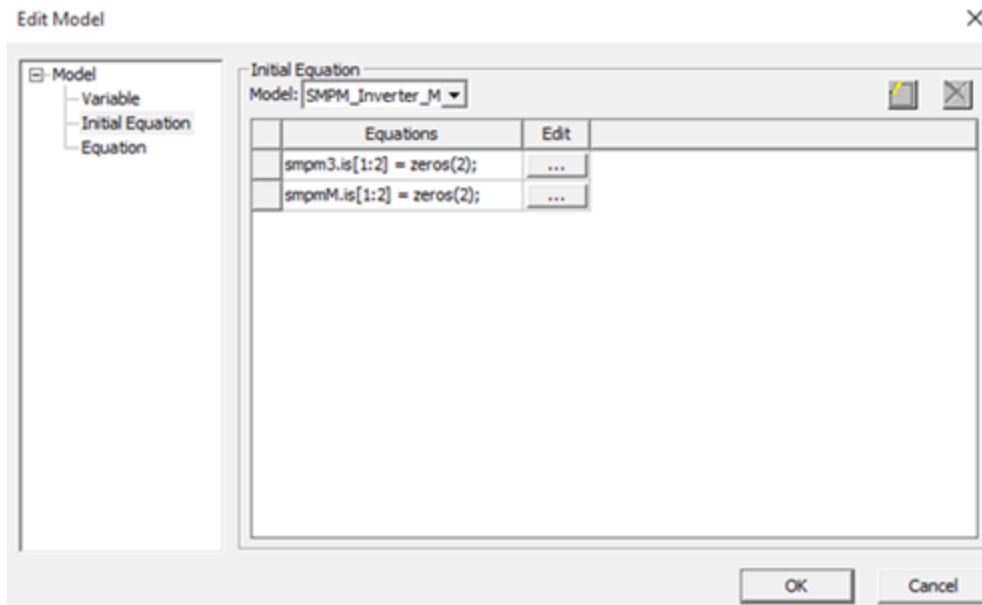 Edit Model
Model
Variable
Initial Equation
Equation
Initial Equation
Model: SMPM_Inverter_M
Equations Edit
smpm3.is[1:2] = zeros(2); ...
smpmM.is[1:2] = zeros(2); ...
OK Cancel